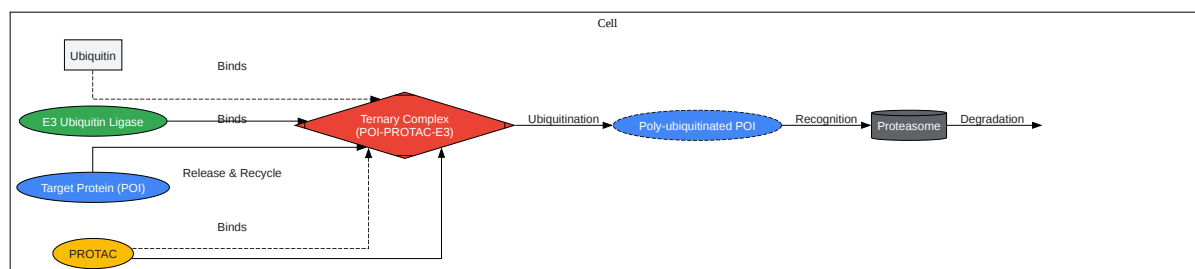 Cell
Ubiquitin
Binds
E3 Ubiquitin Ligase
Binds
Ternary Complex
(POI-PROTAC-E3)
Ubiquitination
Poly-ubiquitinated POI
Recognition
Proteasome
Degradation
Release & Recycle
Target Protein (POI)
Binds
PROTAC